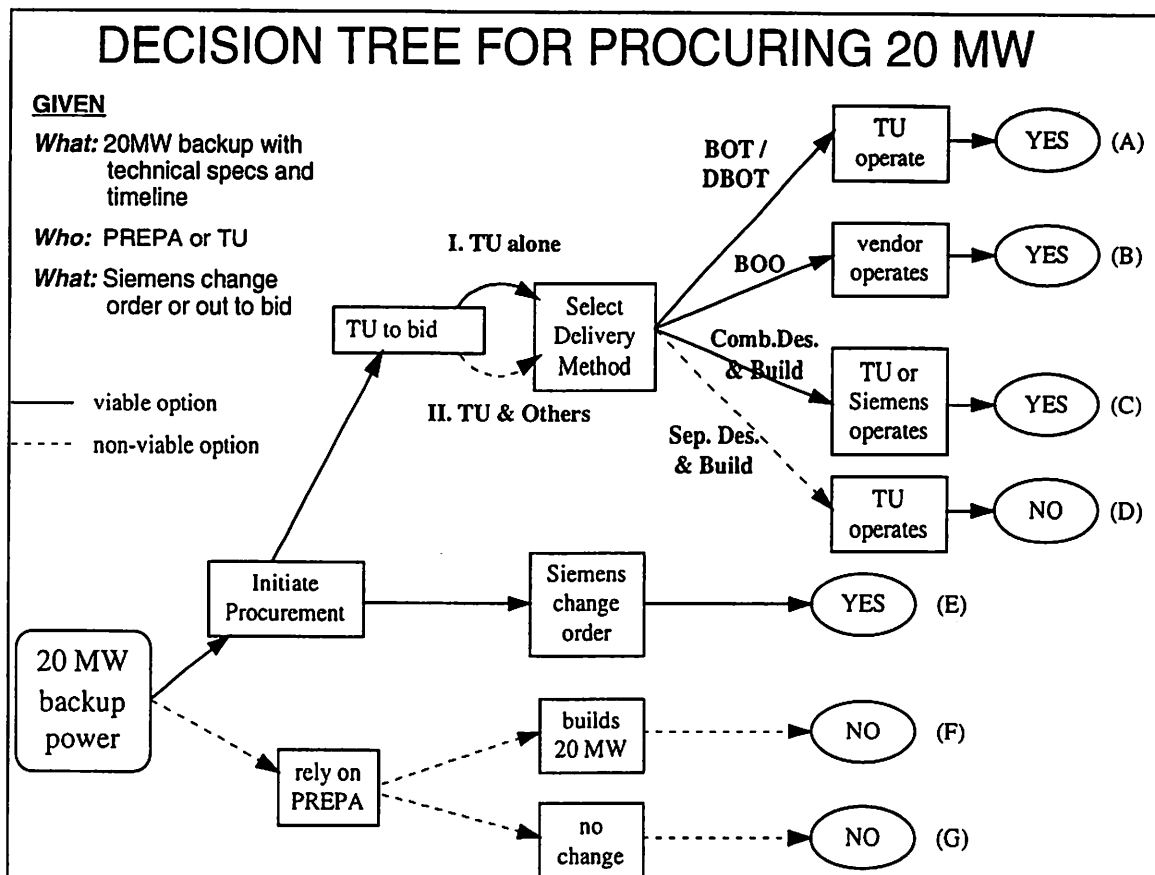 DECISION TREE FOR PROCURING 20 MW
GIVEN
What: 20MW backup with
technical specs and
timeline
Who: PREPA or TU
What: Siemens change
order or out to bid
viable option
non-viable option
20 MW
backup
power
Initiate
Procurement
rely on
PREPA
TU to bid
I. TU alone
II. TU & Others
Select
Delivery
Method
BOT /
DBOT
BOO
Comb.Des.
& Build
Sep. Des.
& Build
TU
operate
YES
(A)
vendor
operates
YES
(B)
TU or
Siemens
operates
YES
(C)
TU
operates
NO
(D)
Siemens
change
order
YES
(E)
builds
20 MW
NO
(F)
no
change
NO
(G)